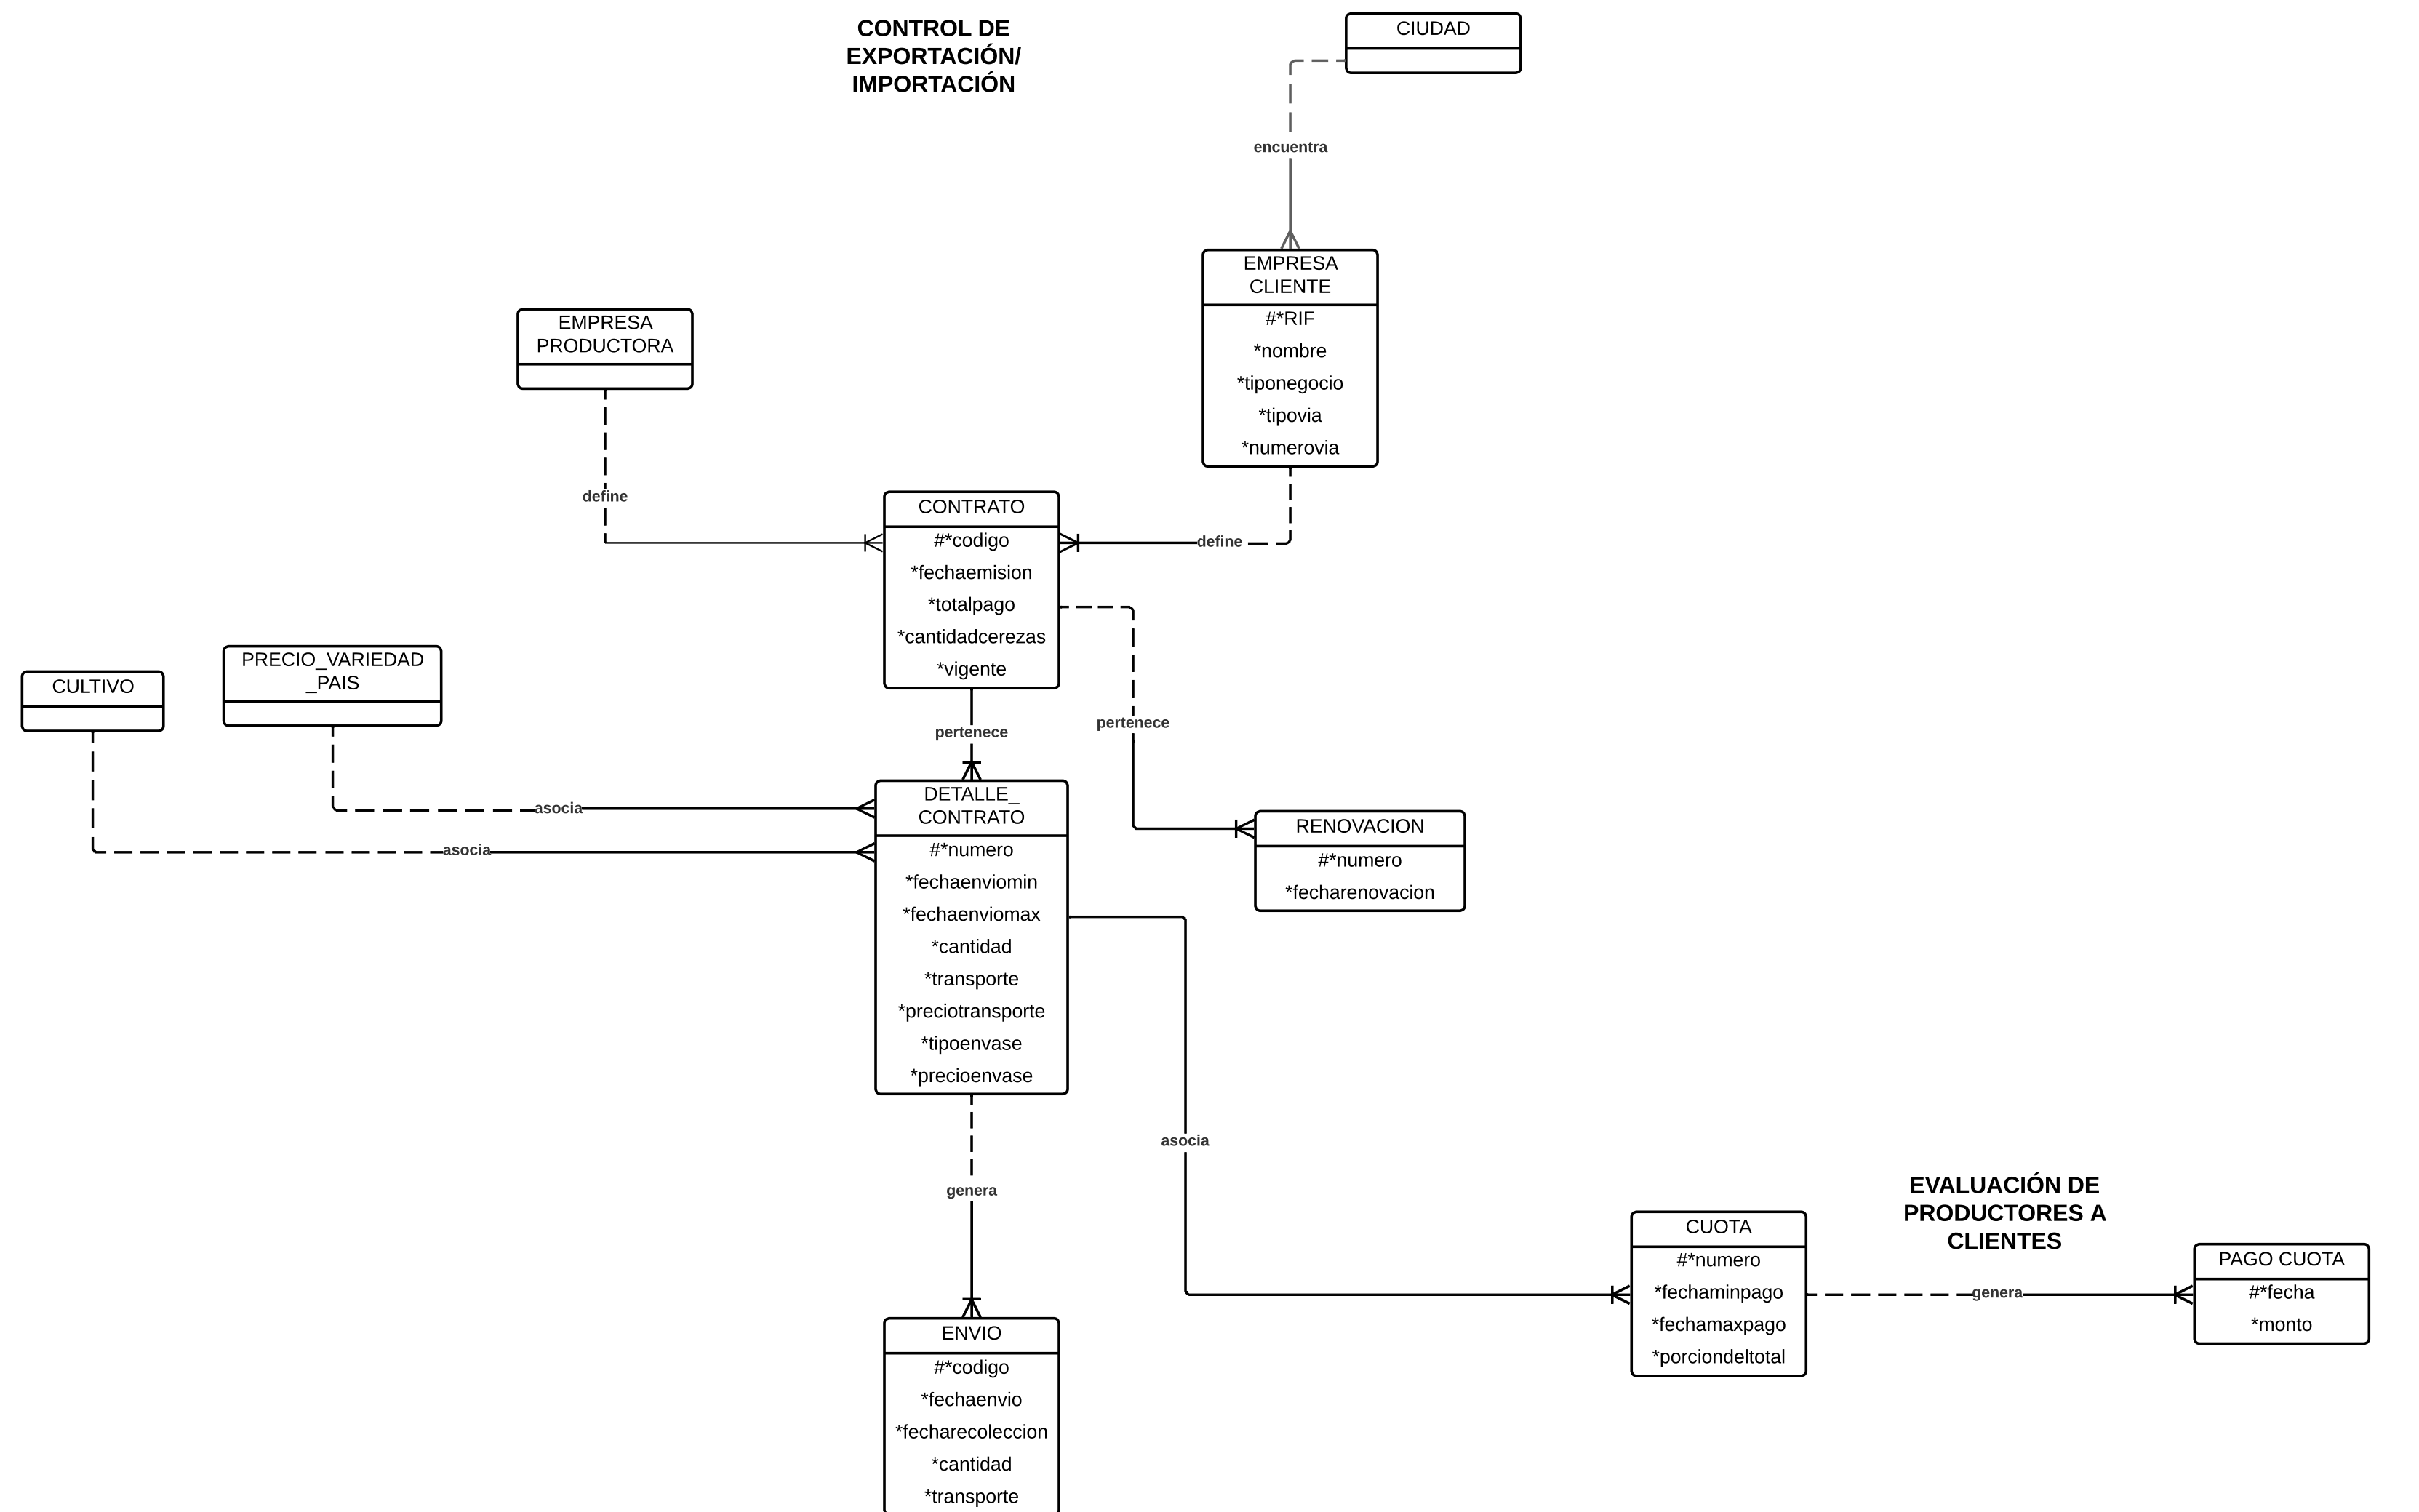 CONTROL DE
EXPORTACIÓN/
IMPORTACIÓN
CIUDAD
encuentra
EMPRESA
CLIENTE
#*RIF
*nombre
*tiponegocio
*tipovia
*numerovia
EMPRESA
PRODUCTORA
define
define
CONTRATO
#*codigo
*fechaemision
*totalpago
*cantidadcerezas
*vigente
pertenece
pertenece
CULTIVO
PRECIO_VARIEDAD
_PAIS
asocia
asocia
DETALLE_
CONTRATO
#*numero
*fechaenviomin
*fechaenviomax
*cantidad
*transporte
*preciotransporte
*tipoenvase
*precioenvase
RENOVACION
#*numero
*fecharenovacion
asocia
genera
EVALUACIÓN DE
PRODUCTORES A
CLIENTES
CUOTA
#*numero
*fechaminpago
*fechamaxpago
*porciondeltotal
genera
PAGO CUOTA
#*fecha
*monto
ENVIO
#*codigo
*fechaenvio
*fecharecoleccion
*cantidad
*transporte